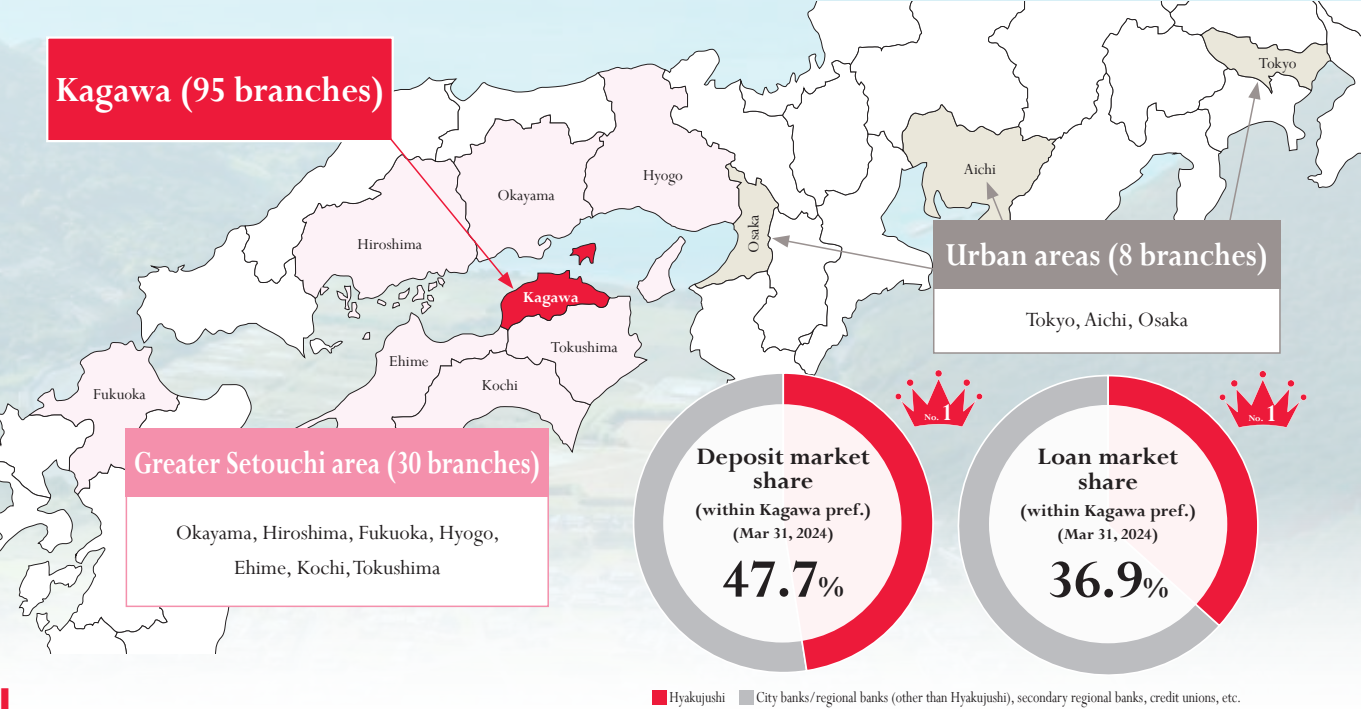 Kagawa (95 branches)
Tokyo
Aichi
Hyogo
Okayama
Osaka
Hiroshima
Urban areas (8 branches)
Tokyo, Aichi, Osaka
Kagawa
Tokushima
Ehime
Kochi
Fukuoka
Greater Setouchi area (30 branches)
Okayama, Hiroshima, Fukuoka, Hyogo,
Ehime, Kochi, Tokushima
No. 1
Deposit market
share
(within Kagawa pref.)
(Mar 31, 2024)
47.7%
No. 1
Loan market
share
(within Kagawa pref.)
(Mar 31, 2024)
36.9%
Hyakujushi
City banks/regional banks (other than Hyakujushi), secondary regional banks, credit unions, etc.